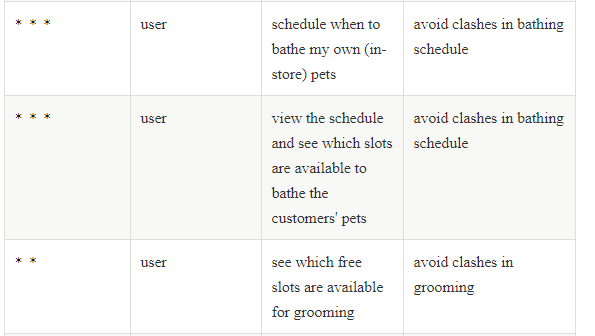 * * *
user
schedule when to
bathe my own (in-
store) pets
avoid clashes in bathing
schedule
* * *
user
view the schedule
and see which slots
are available to
bathe the
customers' pets
avoid clashes in bathing
schedule
* *
user
see which free
slots are available
for grooming
avoid clashes in
grooming